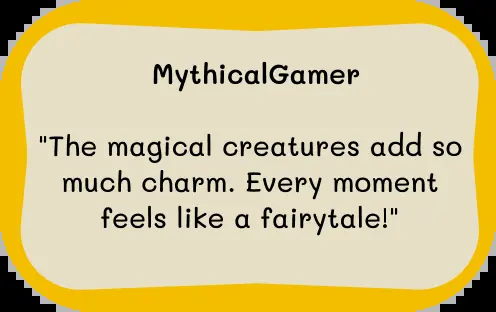 MythicalGamer
"The magical creatures add so
much charm. Every moment
feels like a fairytale!"